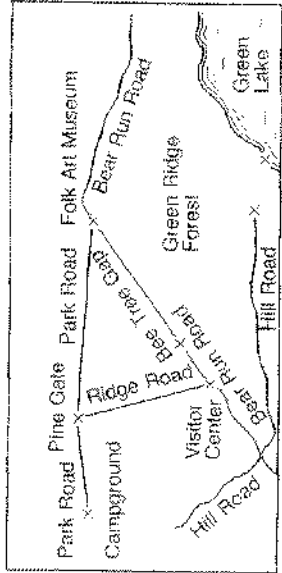 Park Road
Campground
Pine Gate
Park Road
Folk Art Museum
Bear Run Road
Ridge Road
Bee Tree Gap
Visitor
Center
Bear Run Road
Green Ridge
Forest
Hill Road
Hill Road
Green
Lake